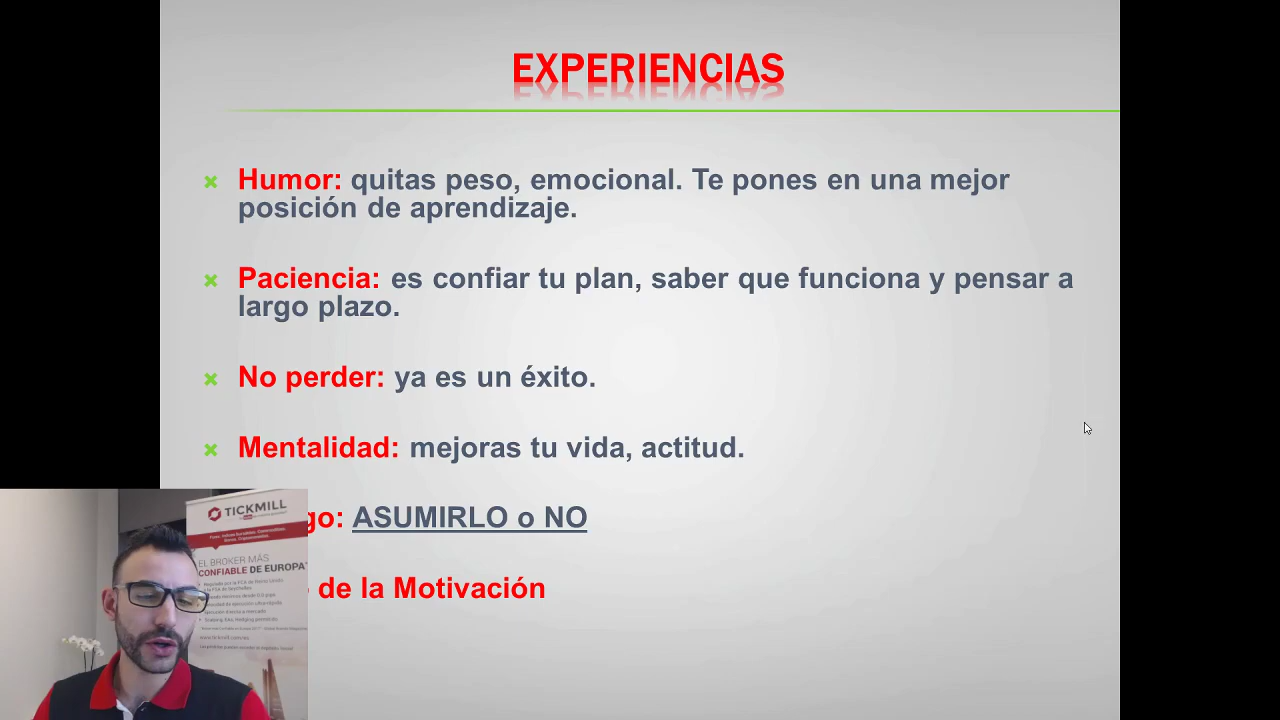 EXPERIENCIAS
Humor: quitas peso, emocional. Te pones en una mejor
posición de aprendizaje.
Paciencia: es confiar tu plan, saber que funciona y pensar a
largo plazo.
No perder: ya es un éxito.
Mentalidad: mejoras tu vida, actitud.
go: ASUMIRLO o NO
de la Motivación
TICKMILL
EL BROKER MÁS
CONFIABLE DE EUROPA